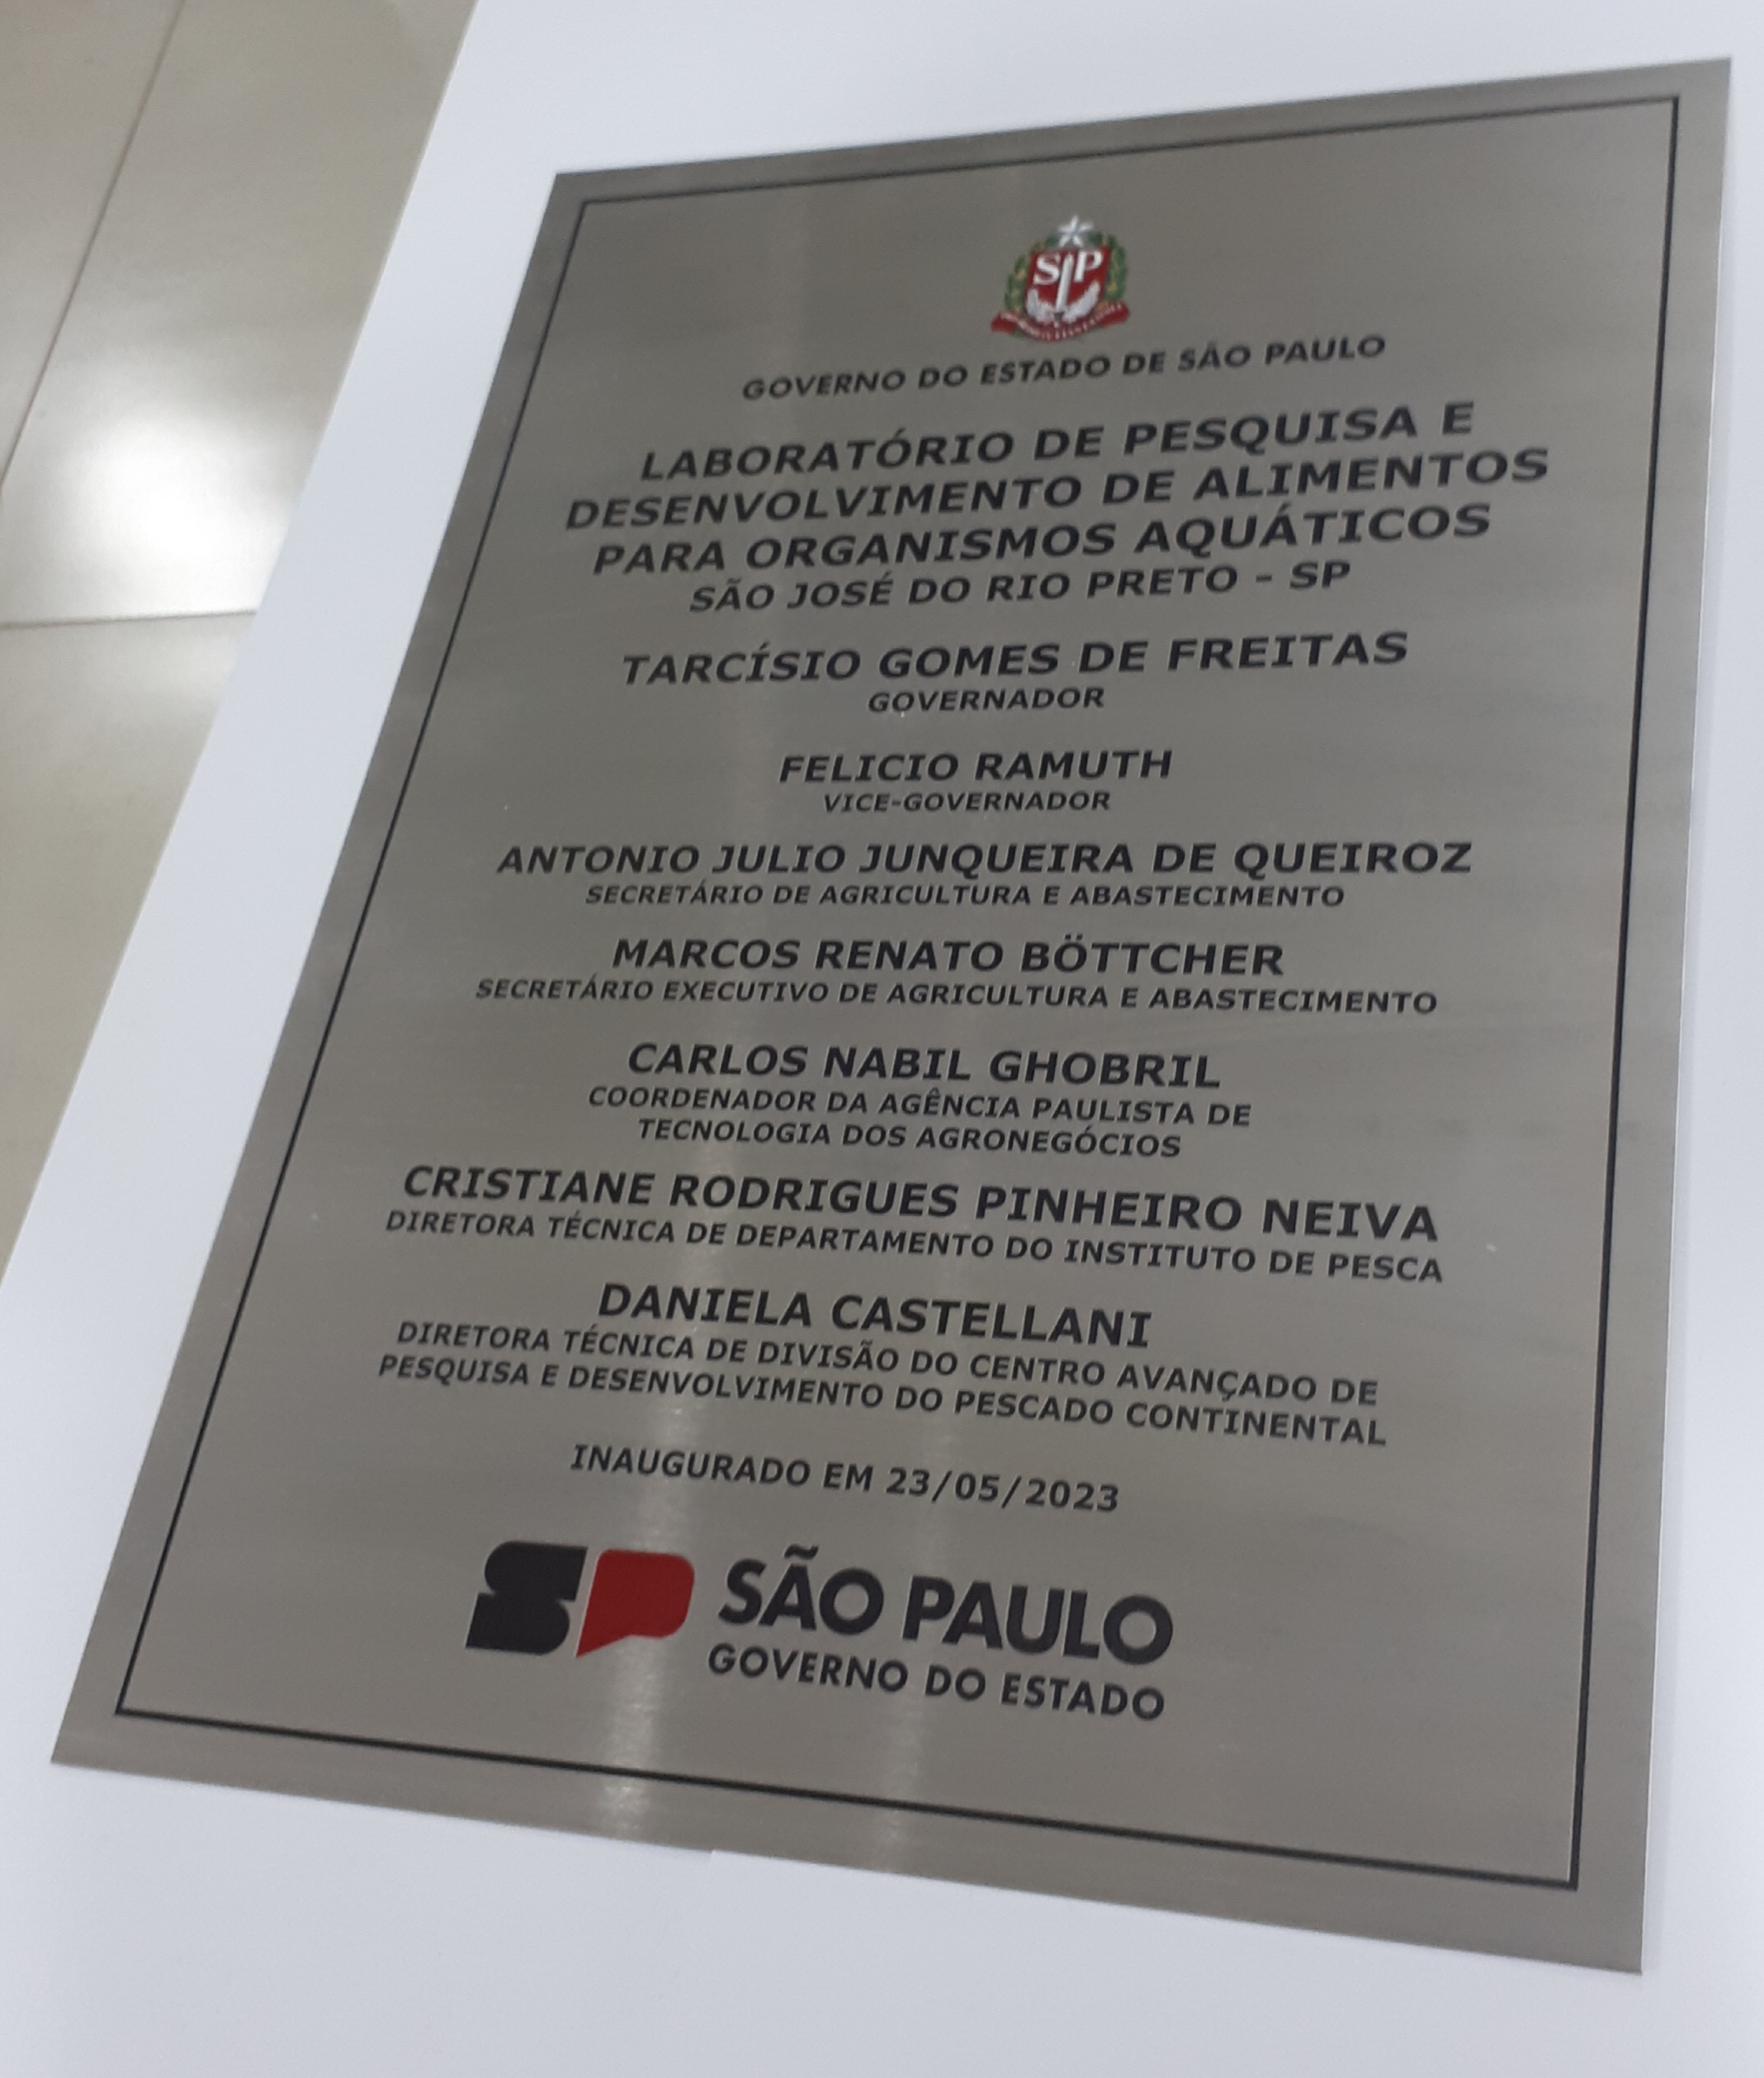 SP
GOVERNO DO ESTADO DE SÃO PAULO
LABORATÓRIO DE PESQUISA E
DESENVOLVIMENTO DE ALIMENTOS
PARA ORGANISMOS AQUÁTICOS
SÃO JOSÉ DO RIO PRETO - SP
TARCÍSIO GOMES DE FREITAS
GOVERNADOR
FELICIO RAMUTH
VICE-GOVERNADOR
ANTONIO JULIO JUNQUEIRA DE QUEIROZ
SECRETÁRIO DE AGRICULTURA E ABASTECIMENTO
MARCOS RENATO BÖTTCHER
SECRETÁRIO EXECUTIVO DE AGRICULTURA E ABASTECIMENTO
CARLOS NABIL GHOBRIL
COORDENADOR DA AGÊNCIA PAULISTA DE
TECNOLOGIA DOS AGRONEGÓCIOS
CRISTIANE RODRIGUES PINHEIRO NEIVA
DIRETORA TÉCNICA DE DEPARTAMENTO DO INSTITUTO DE PESCA
DANIELA CASTELLANI
DIRETORA TÉCNICA DE DIVISÃO DO CENTRO AVANÇADO DE
PESQUISA E DESENVOLVIMENTO DO PESCADO CONTINENTAL
INAUGURADO EM 23/05/2023
SP SÃO PAULO
GOVERNO DO ESTADO